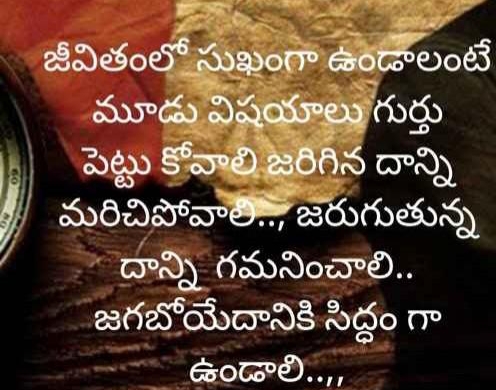 జీవితంలో సుఖంగా ఉండాలంటే
మూడు విషయాలు గుర్తు
పెట్టు కోవాలి జరిగిన దాన్ని
మరిచిపోవాలి.., జరుగుతున్న
దాన్ని గమనించాలి..
జగబోయేదానికి సిద్ధం గా
ఉండాలి..,,